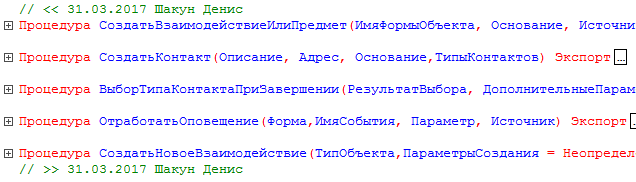 // << 31.03.2017 Шакун Денис
Процедура СоздатьВзаимодействиеИлиПредмет(ИмяФормыОбъекта, Основание, Источни
Процедура СоздатьКонтакт(Описание, Адрес, Основание,ТипыКонтактов) Экспорт...
Процедура ВыборТипаКонтактаПриЗавершении(РезультатВыбора, ДополнительныеПарам
Процедура ОтработатьОповещение(Форма,ИмяСобытия, Параметр, Источник) Экспорт
Процедура СоздатьНовоеВзаимодействие(ТипОбъекта,ПараметрыСоздания = Неопредел
// >> 31.03.2017 Шакун Денис